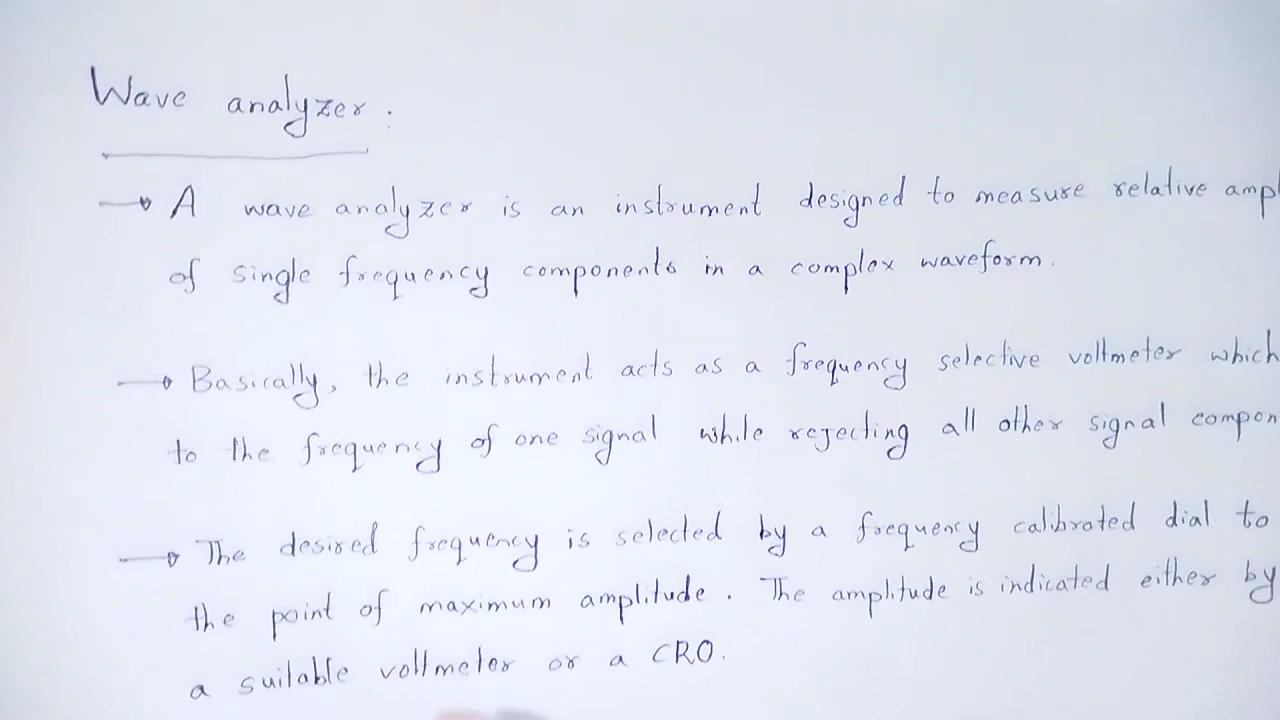 Wave analyzer :
→ A wave analyzer is an instrument designed to measure relative ampl
of single frequency components in a complex waveform.
→ Basically, the instrument acts as a frequency selective voltmeter which
to the frequency of one signal while rejecting all other signal compon
→ The desired frequency is selected by a frequency calibrated dial to
the point of maximum amplitude. The amplitude is indicated either by
a suitable voltmeter or a CRO.